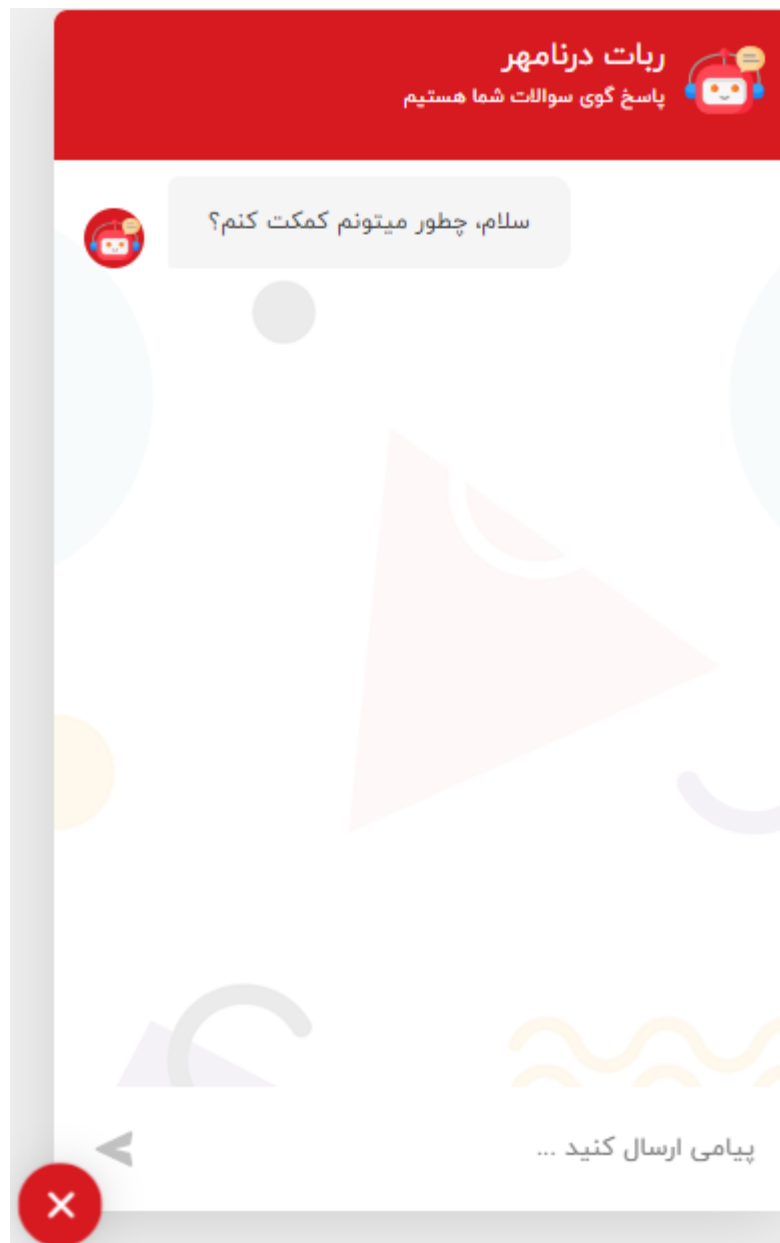 ربات درنامهر
پاسخ گوی سوالات شما هستیم
سلام، چطور میتونم کمکت کنم؟
پیامی ارسال کنید ...